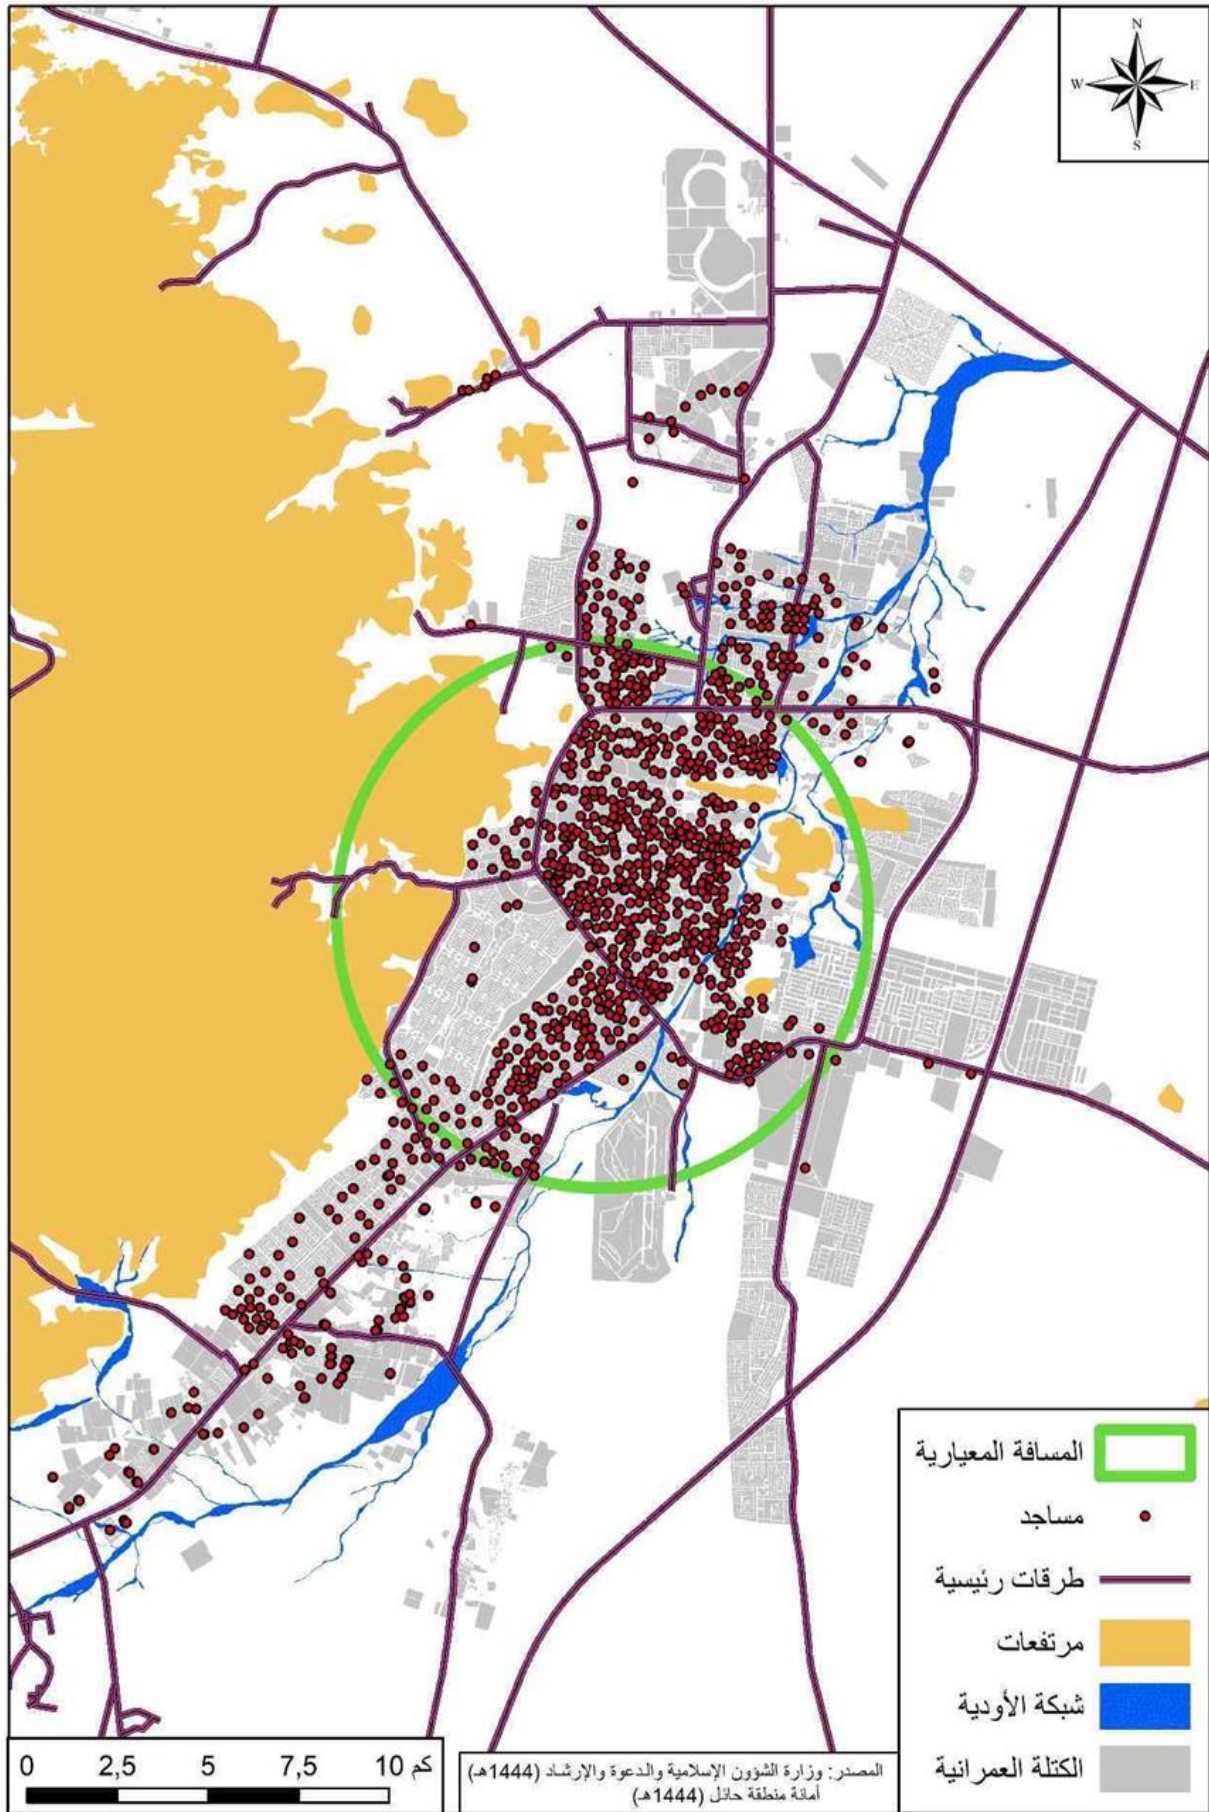 N
W E
S
المسافة المعيارية
مساجد
طرقات رئيسية
مرتفعات
شبكة الأودية
الكتلة العمرانية
0 2,5 5 7,5 10 كم
المصدر: وزارة الشؤون الإسلامية والدعوة والإرشاد (1444هـ)
أمانة منطقة حائل (1444هـ)